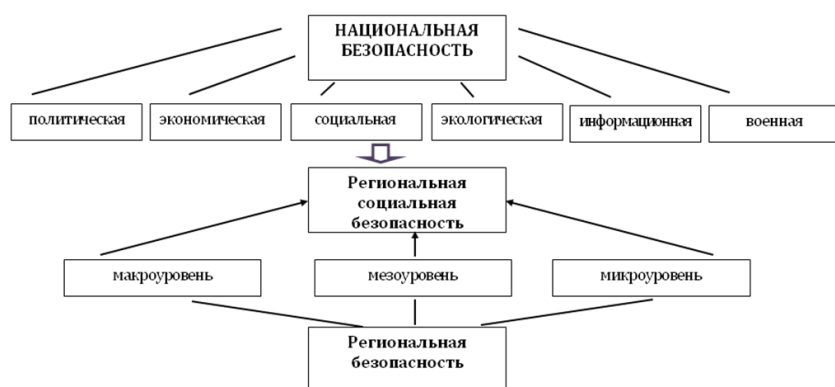 НАЦИОНАЛЬНАЯ
БЕЗОПАСНОСТЬ
политическая
экономическая
социальная
экологическая
информационная
военная
Региональная
социальная
безопасность
макроуровень
мезоуровень
микроуровень
Региональная
безопасность